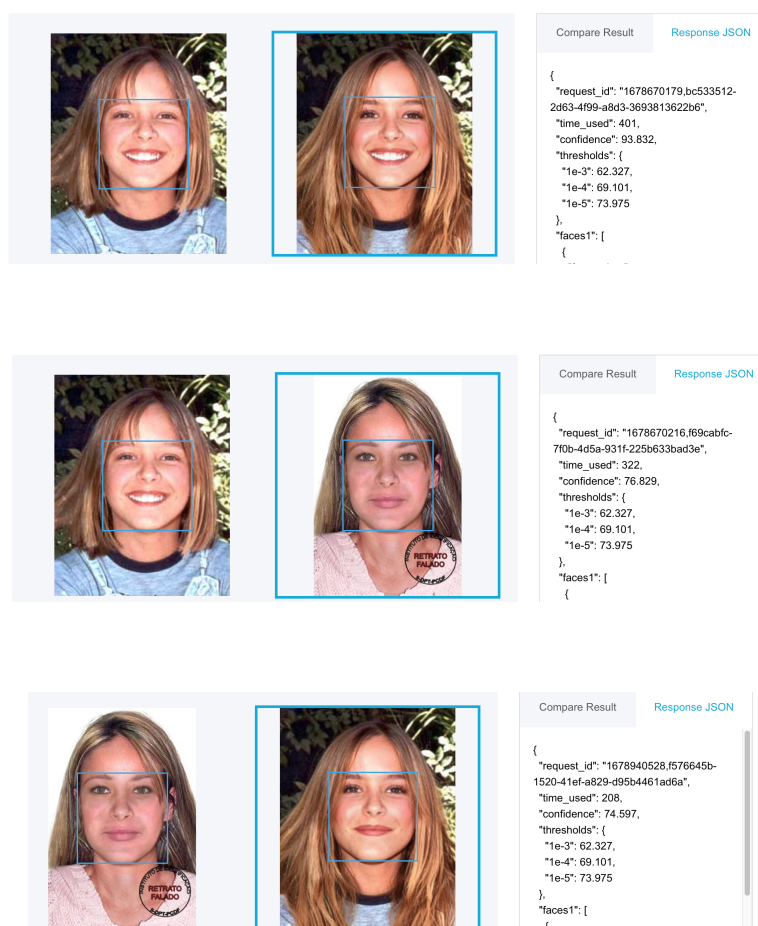 Compare Result
Response JSON
{
"request_id": "1678670179,bc533512-
2d63-4f99-a8d3-3693813622b6",
"time_used": 401,
"confidence": 93.832,
"thresholds": {
"1e-3": 62.327,
"1e-4": 69.101,
"1e-5": 73.975
},
"faces1": [
{
Compare Result
Response JSON
{
"request_id": "1678670216,f69cabfc-
7f0b-4d5a-931f-225b633bad3e",
"time_used": 322,
"confidence": 76.829,
"thresholds": {
"1e-3": 62.327,
"1e-4": 69.101,
"1e-5": 73.975
},
"faces1": [
{
RETRATO
FALADO
Compare Result
Response JSON
{
"request_id": "1678940528,f576645b-
1520-41ef-a829-d95b4461ad6a",
"time_used": 208,
"confidence": 74.597,
"thresholds": {
"1e-3": 62.327,
"1e-4": 69.101,
"1e-5": 73.975
},
"faces1": [
RETRATO
FALADO